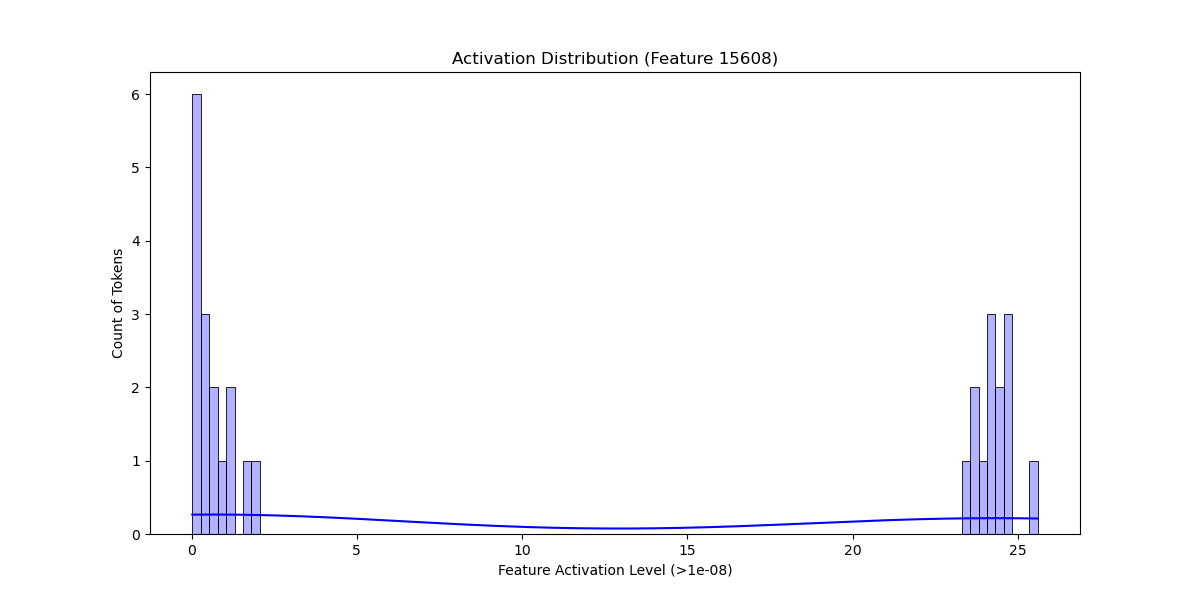 Activation Distribution (Feature 15608)
6
5
4
3
2
1
0
Count of Tokens
0 5 10 15 20 25
Feature Activation Level (>1e-08)